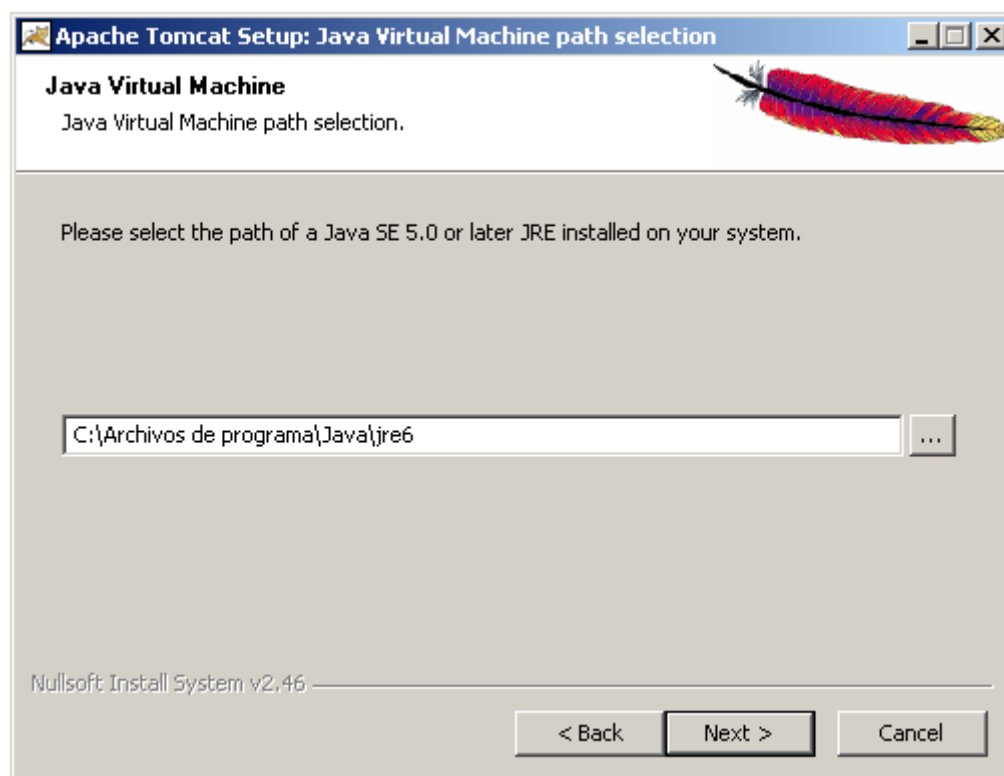 Apache Tomcat Setup: Java Virtual Machine path selection
Java Virtual Machine
Java Virtual Machine path selection.
Please select the path of a Java SE 5.0 or later JRE installed on your system.
C:\Archivos de programa\Java\jre6
...
Nullsoft Install System v2.46
< Back Next > Cancel